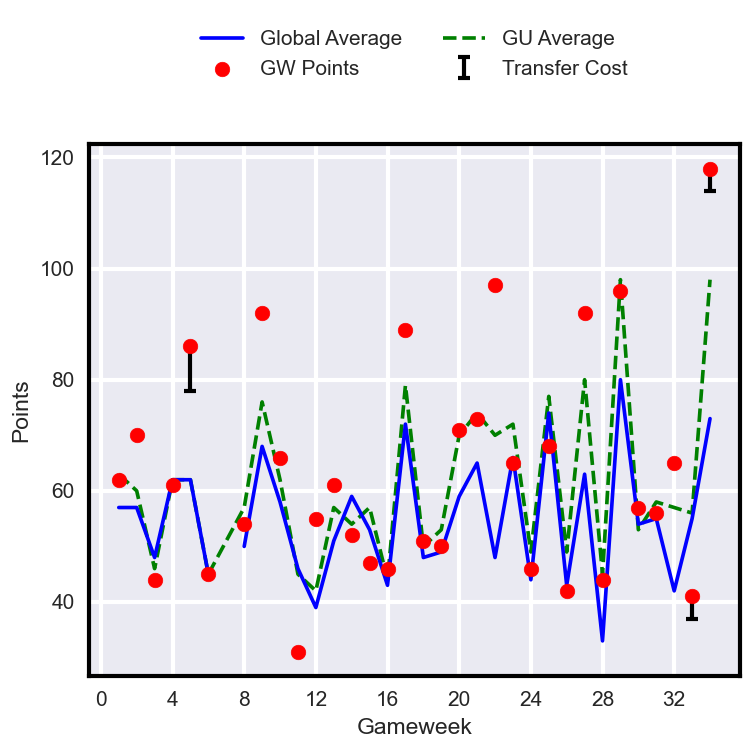 Global Average
GU Average
GW Points
Transfer Cost
120
100
80
60
40
Points
0 4 8 12 16 20 24 28 32
Gameweek